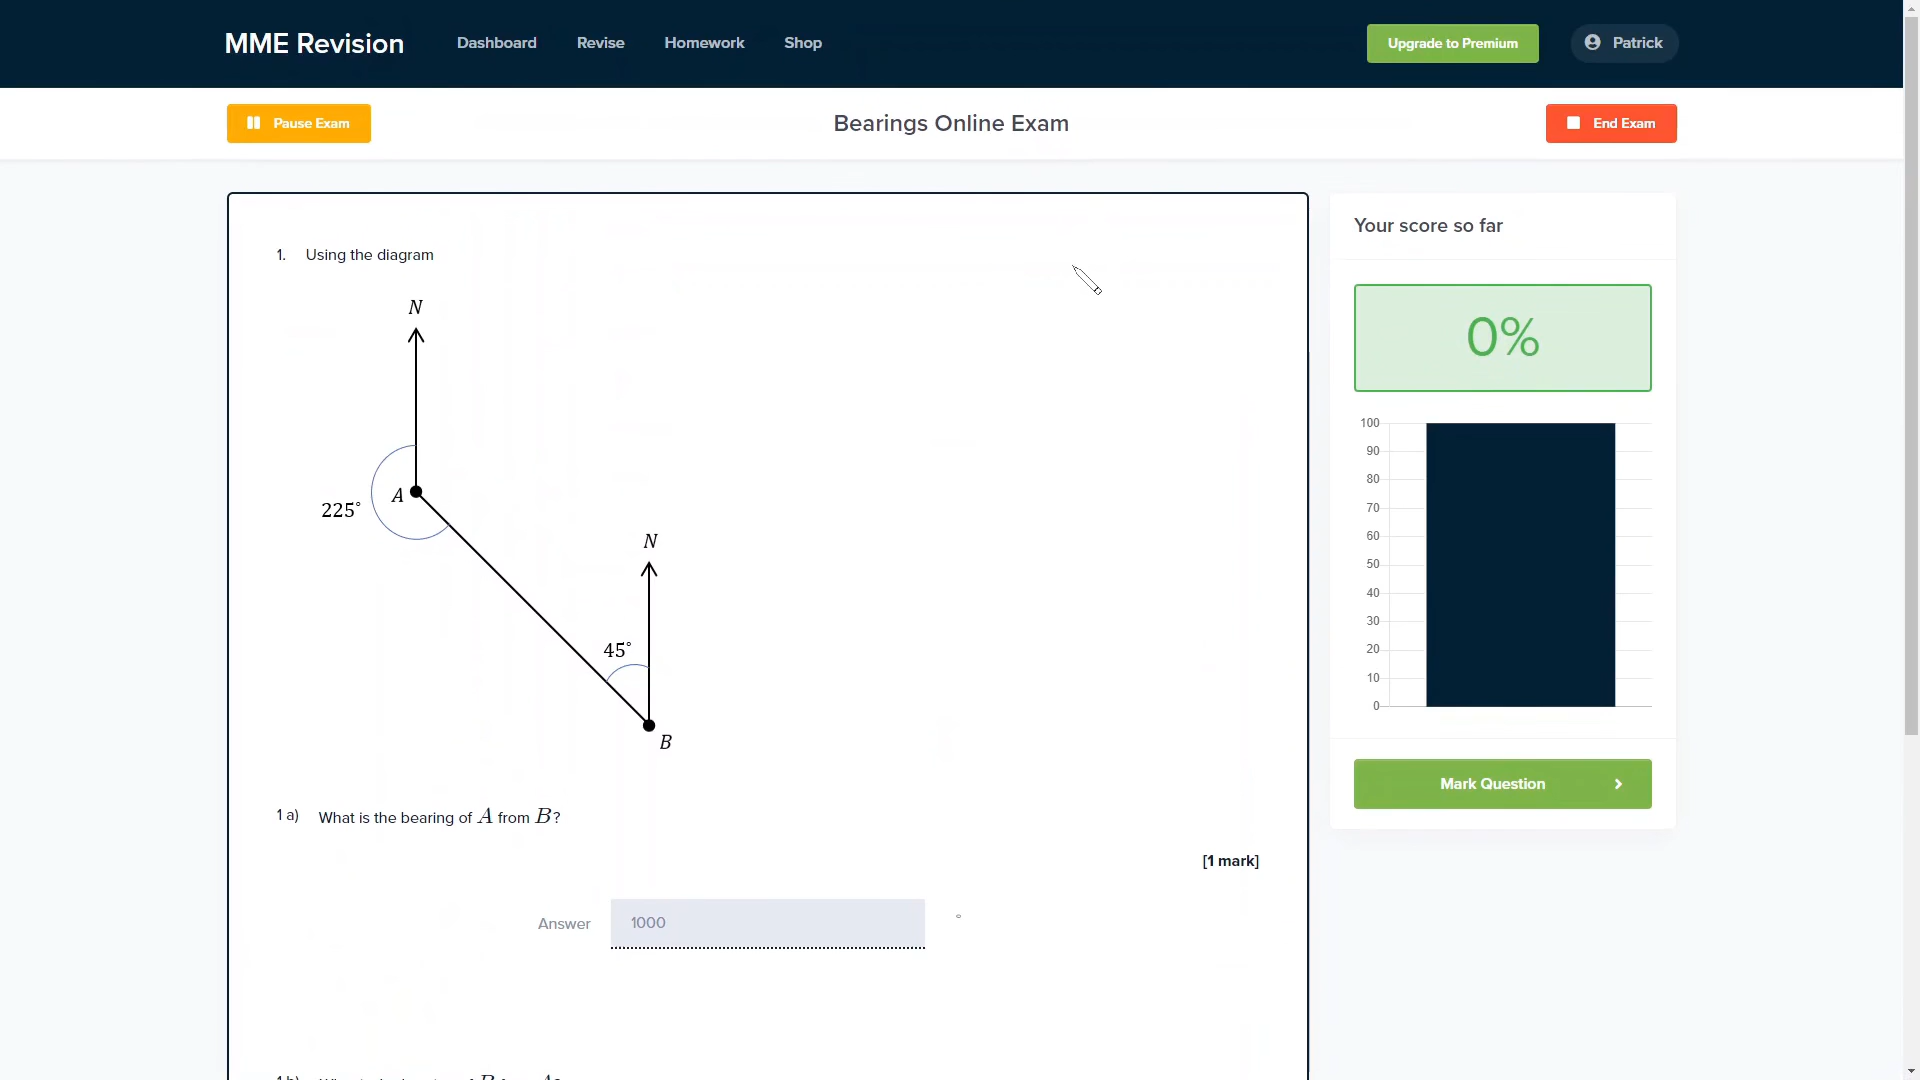 MME Revision Dashboard Revise Homework Shop Upgrade to Premium Patrick
Pause Exam Bearings Online Exam End Exam
1. Using the diagram
N
A
225°
N
45°
B
1 a) What is the bearing of A from B?
[1 mark]
Answer 1000 °
Your score so far
0%
100
90
80
70
60
50
40
30
20
10
0
Mark Question